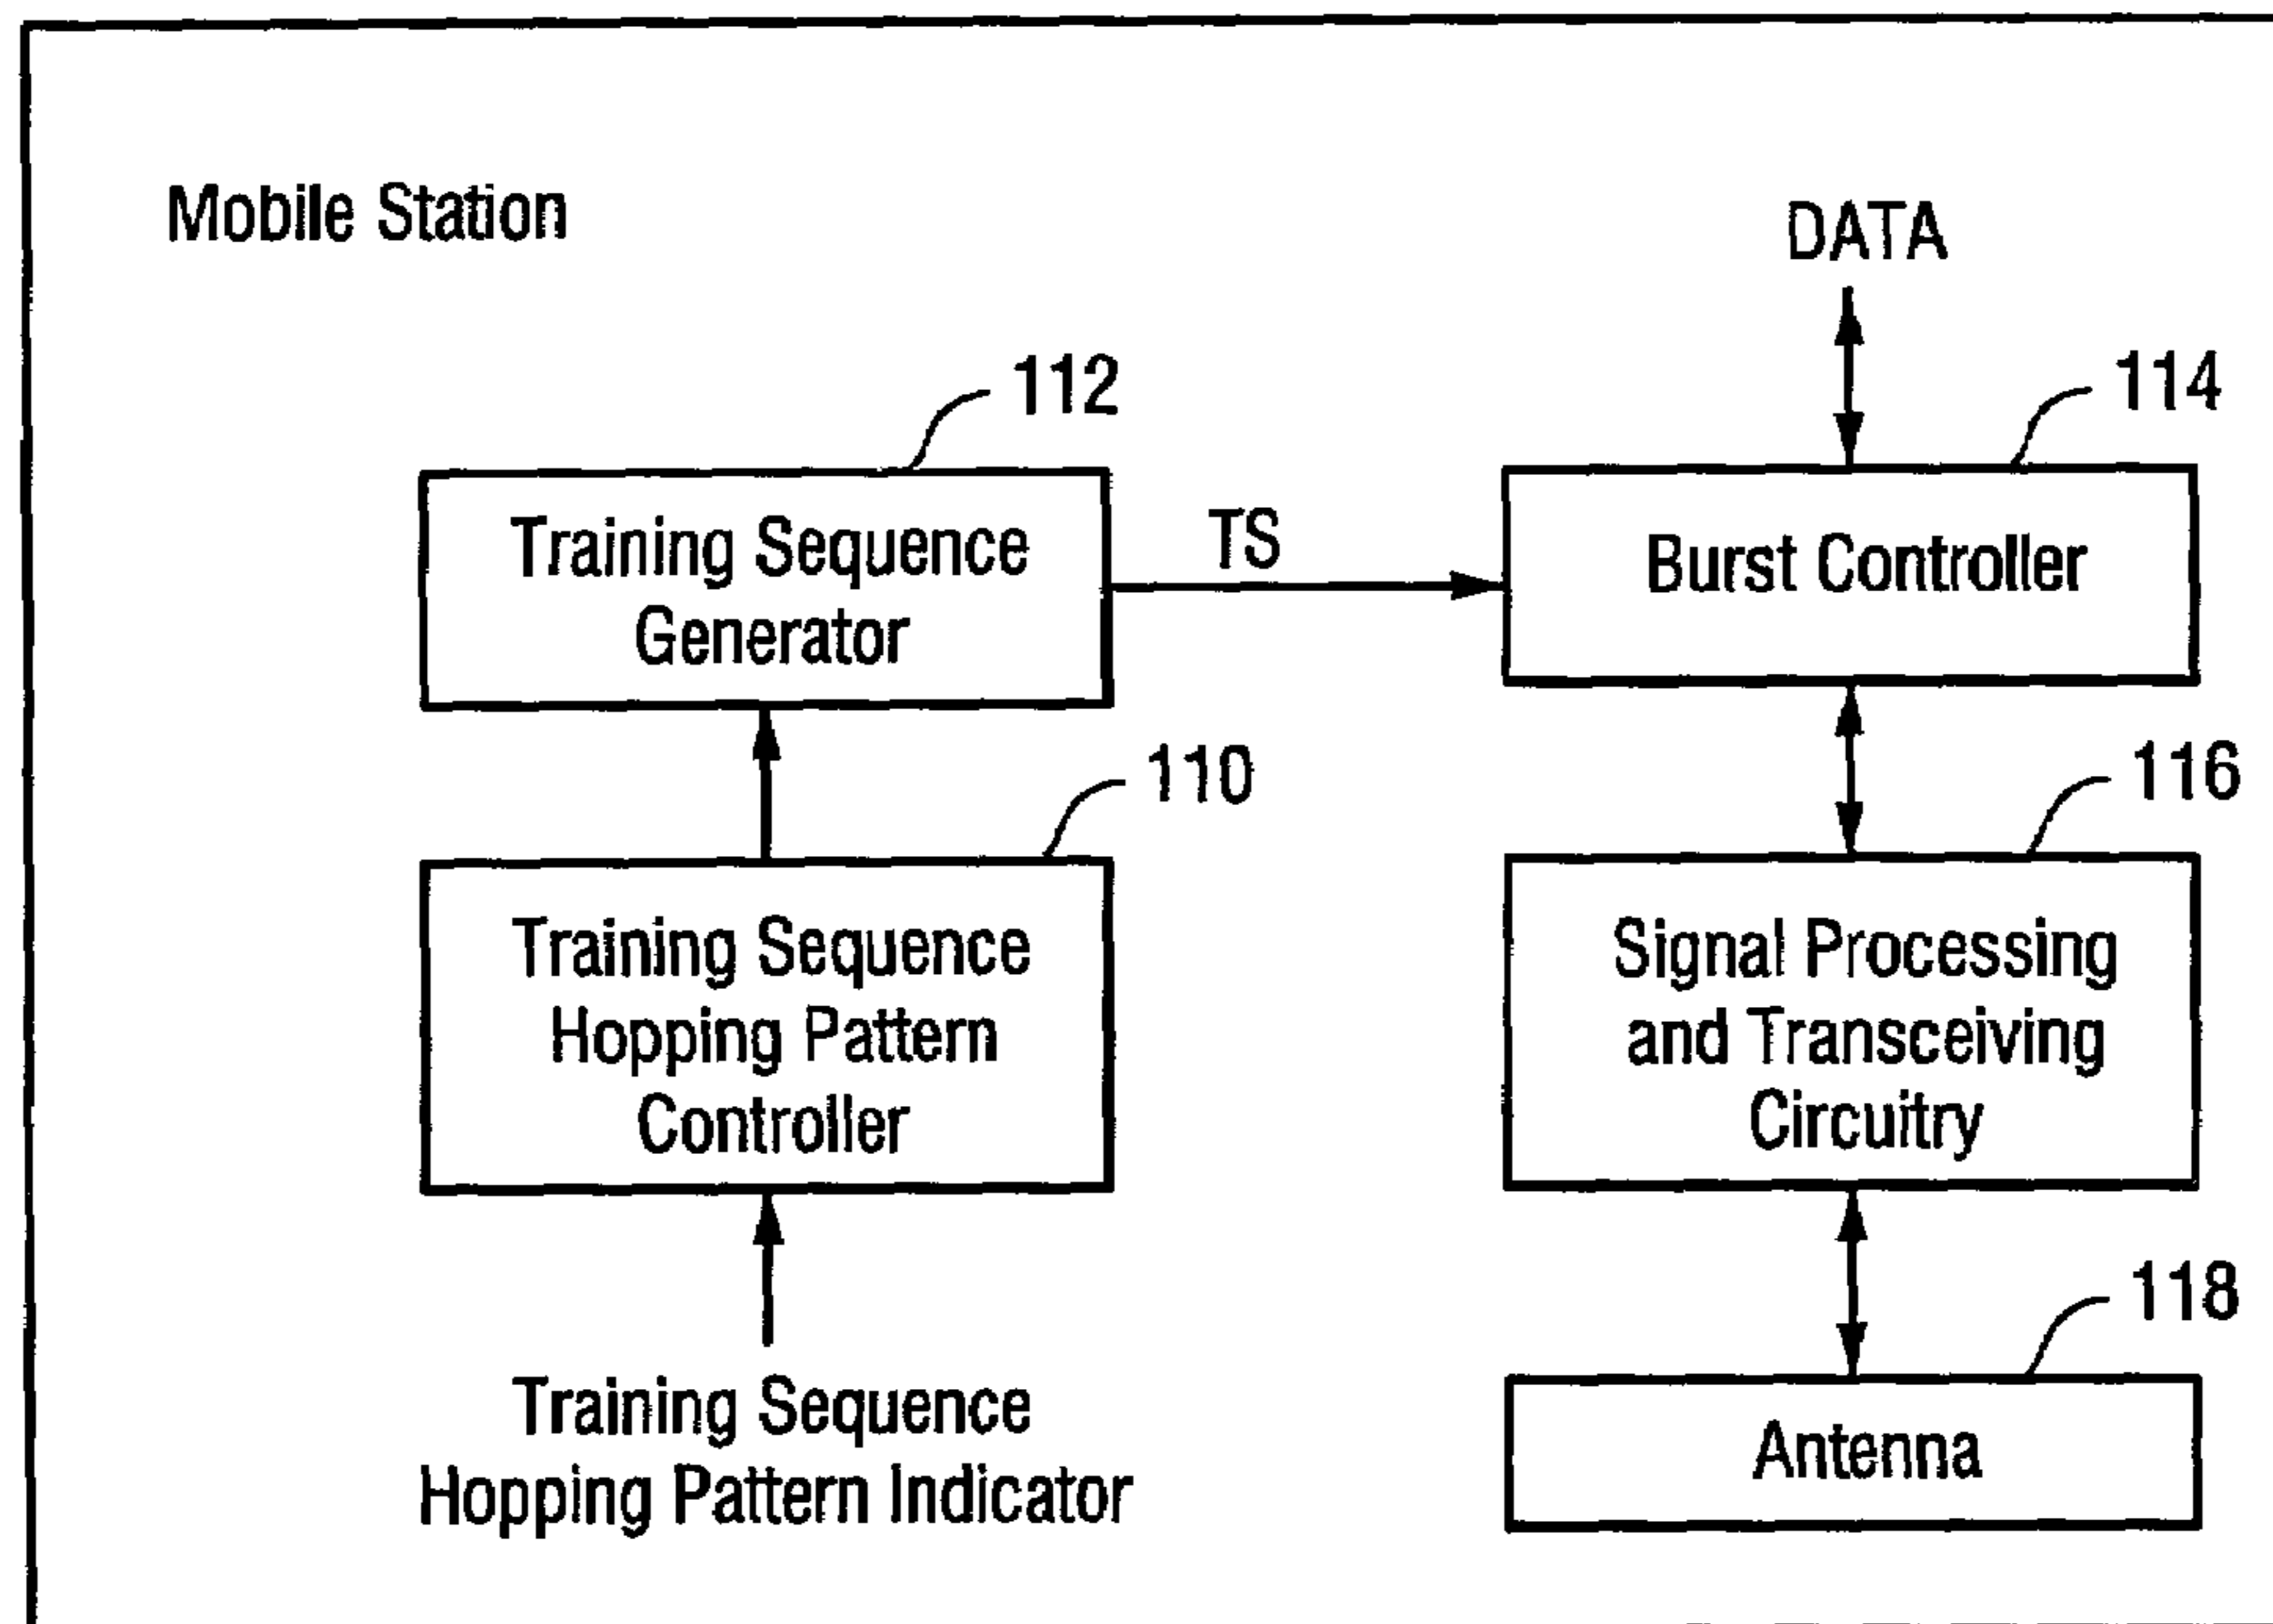 Mobile Station
DATA
112
114
Training Sequence
Generator
TS
Burst Controller
110
116
Training Sequence
Hopping Pattern
Controller
Signal Processing
and Transceiving
Circuitry
118
Training Sequence
Hopping Pattern Indicator
Antenna